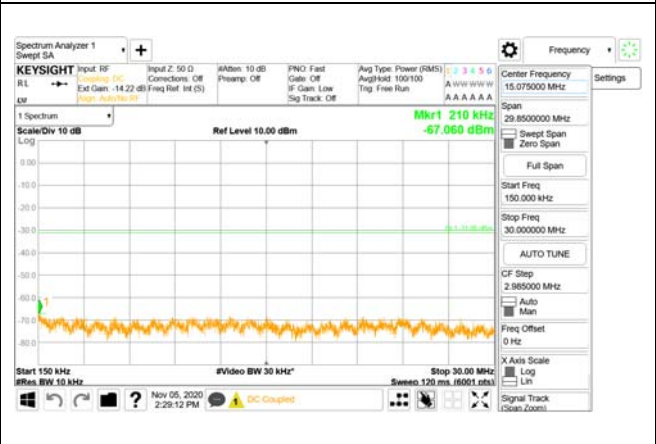 Spectrum Analyzer 1
Swept SA
+
Frequency
KEYSIGHT
RL
Input: RF
Coupling: DC
Ext Gain: -14.22 dB
Align: Auto/No RF
Input Z: 50 Ω
Corrections: Off
Freq Ref: Int (S)
#Atten: 10 dB
Preamp: Off
PNO: Fast
Gate: Off
IF Gain: Low
Sig Track: Off
Avg Type: Power (RMS)
Avg|Hold: 100/100
Trig: Free Run
1 2 3 4 5 6
A W W W W W
A A A A A A
1 Spectrum
Scale/Div 10 dB
Log
Ref Level 10.00 dBm
Mkr1 210 kHz
-67.060 dBm
0.00
-10.0
-20.0
-30.0
-40.0
-50.0
-60.0
-70.0
-80.0
1
Start 150 kHz
#Res BW 10 kHz
#Video BW 30 kHz*
Stop 30.00 MHz
Sweep 120 ms (6001 pts)
Nov 05, 2020
2:29:12 PM
?
1
DC Coupled
Center Frequency
15.075000 MHz
Settings
Span
29.8500000 MHz
Swept Span
Zero Span
Full Span
Start Freq
150.000 kHz
Stop Freq
30.000000 MHz
AUTO TUNE
CF Step
2.985000 MHz
Auto
Man
Freq Offset
0 Hz
X Axis Scale
Log
Lin
Signal Track
(Span Zoom)